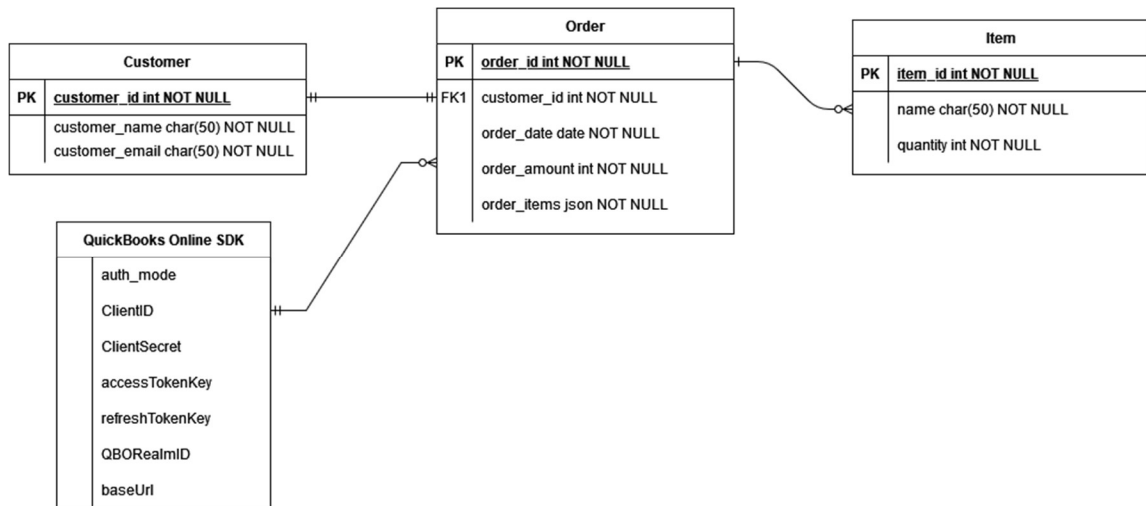 Customer
PK customer_id int NOT NULL
customer_name char(50) NOT NULL
customer_email char(50) NOT NULL
Order
PK order_id int NOT NULL
FK1 customer_id int NOT NULL
order_date date NOT NULL
order_amount int NOT NULL
order_items json NOT NULL
Item
PK item_id int NOT NULL
name char(50) NOT NULL
quantity int NOT NULL
QuickBooks Online SDK
auth_mode
ClientID
ClientSecret
accessTokenKey
refreshTokenKey
QBORealmID
baseUrl